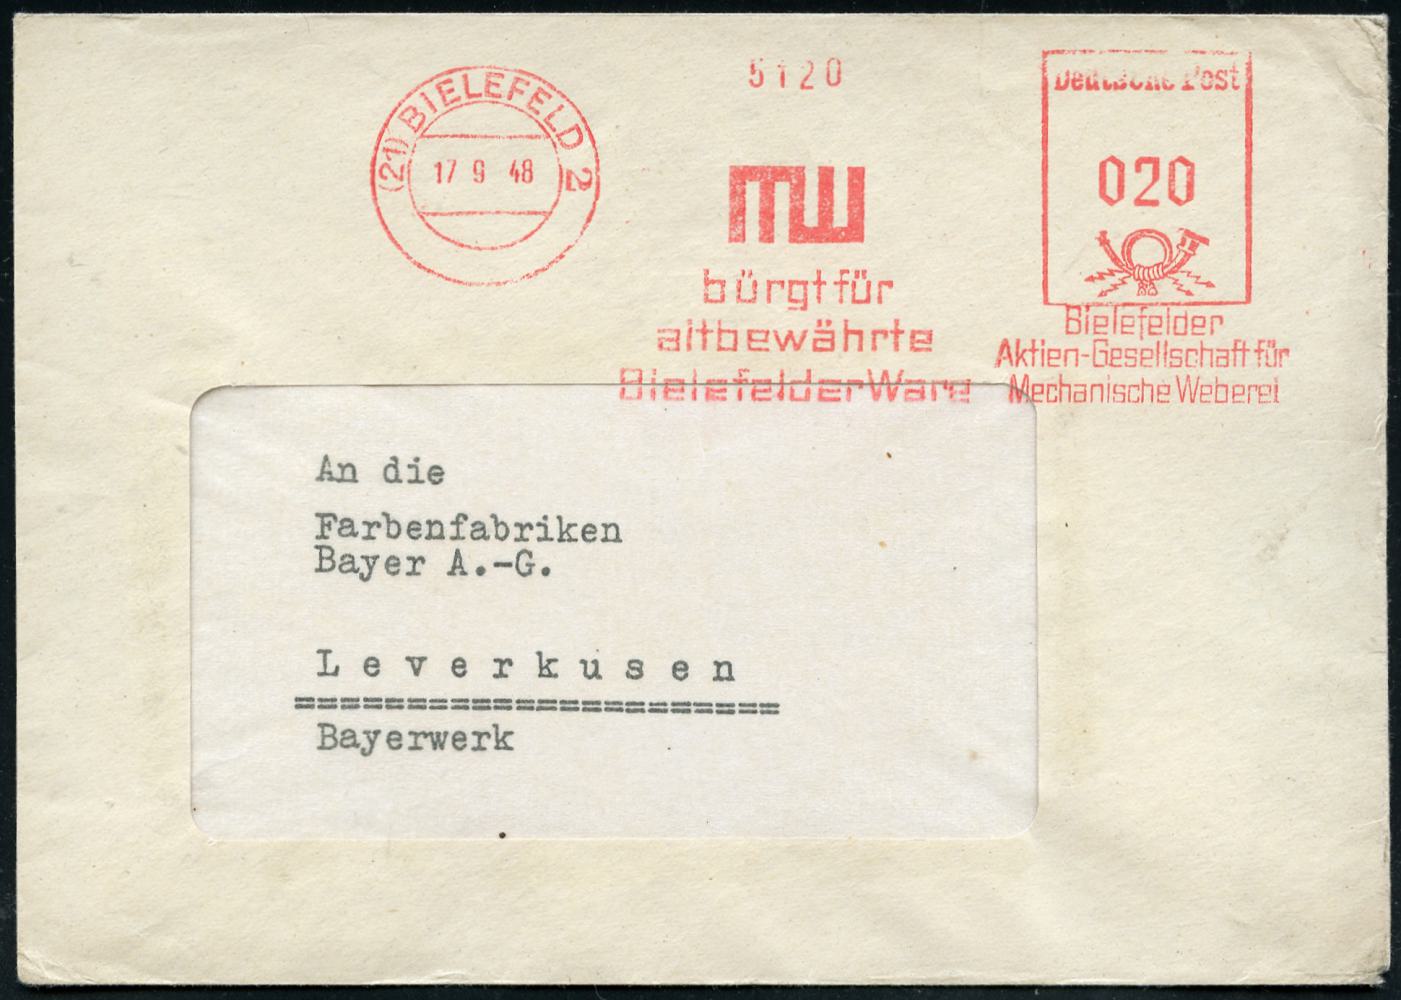 (21) BIELEFELD 2
17 9 48
5120
MW
bürgt für
altbewährte
Bielefelder Ware
Deutsche Post
020
Bielefelder
Aktien-Gesellschaft für
Mechanische Weberei
An die
Farbenfabriken
Bayer A.-G.
Leverkusen
======================
Bayerwerk